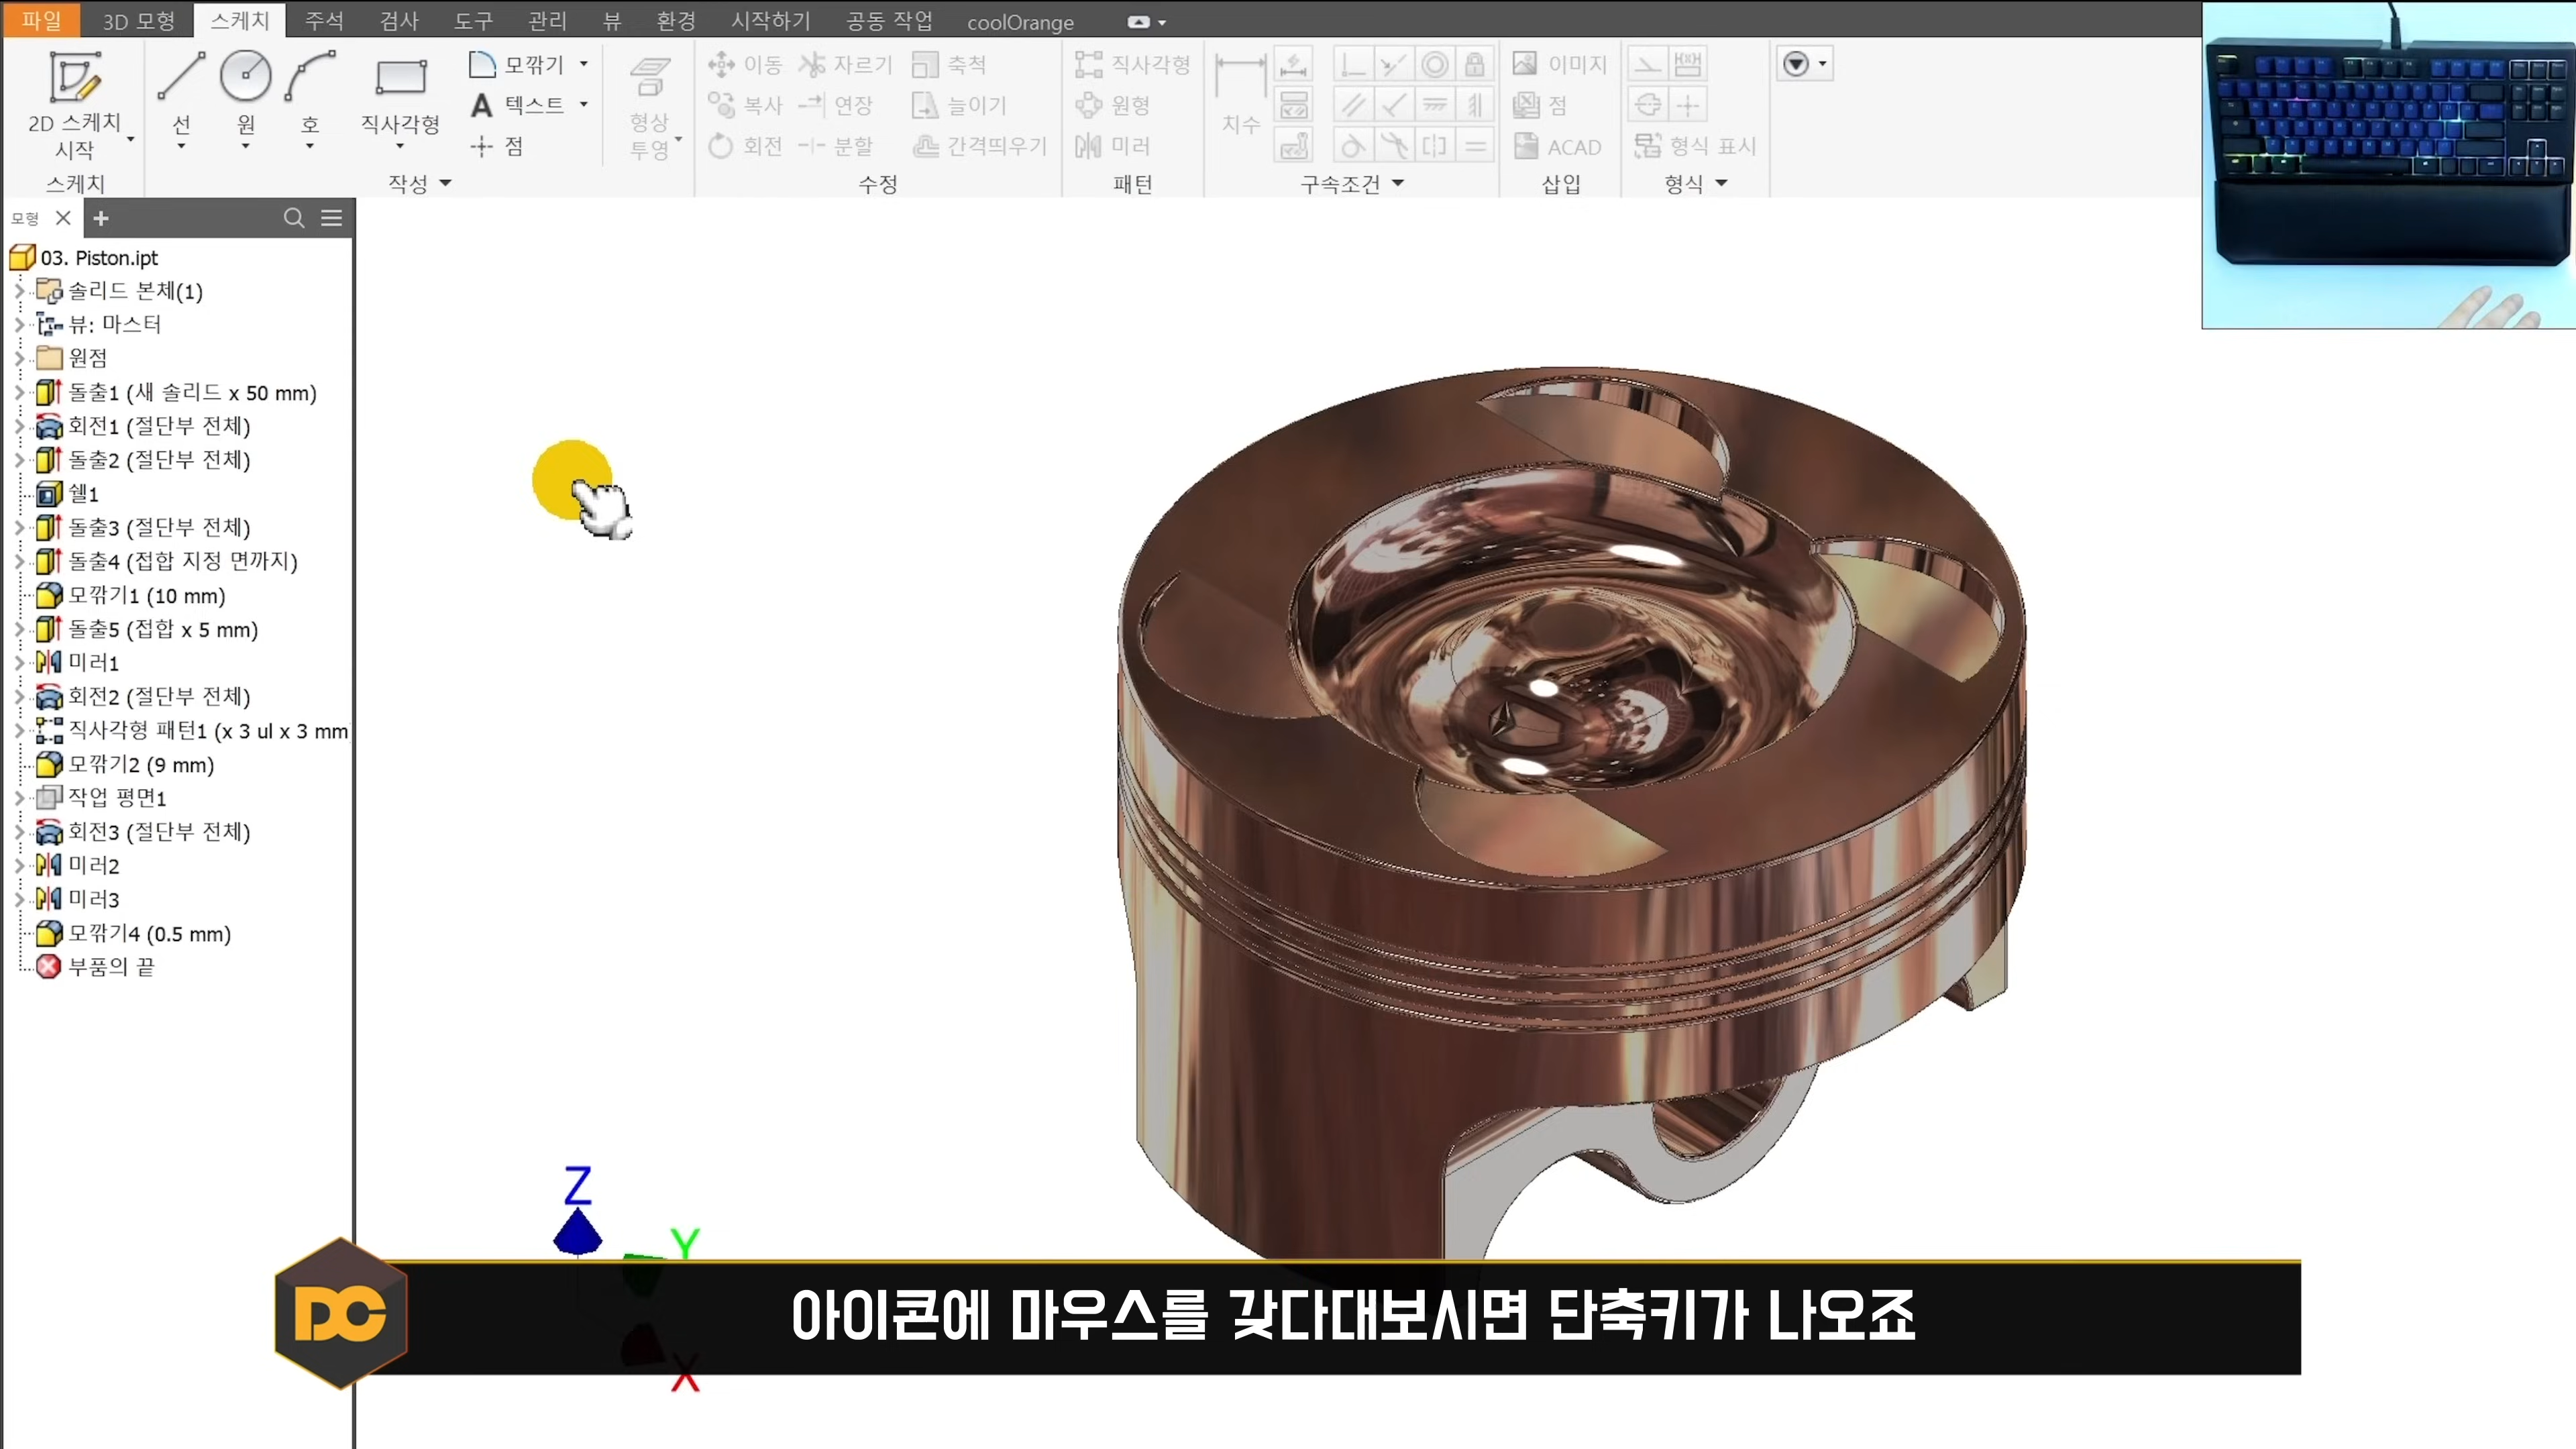 파일 3D 모형 스케치 주석 검사 도구 관리 뷰 환경 시작하기 공동 작업 coolOrange
2D 스케치
시작
선
원
호
직사각형
모깎기
텍스트
점
형상
투영
이동
자르기
축척
복사
연장
늘이기
회전
분할
간격띄우기
직사각형
원형
미러
치수
이미지
점
ACAD
형식 표시
스케치
작성
수정
패턴
구속조건
삽입
형식
모형
03. Piston.ipt
솔리드 본체(1)
뷰: 마스터
원점
돌출1 (새 솔리드 x 50 mm)
회전1 (절단부 전체)
돌출2 (절단부 전체)
쉘1
돌출3 (절단부 전체)
돌출4 (접합 지정 면까지)
모깎기1 (10 mm)
돌출5 (접합 x 5 mm)
미러1
회전2 (절단부 전체)
직사각형 패턴1 (x 3 ul x 3 mm
모깎기2 (9 mm)
작업 평면1
회전3 (절단부 전체)
미러2
미러3
모깎기4 (0.5 mm)
부품의 끝
Z
Y
X
DC
아이콘에 마우스를 갖다대보시면 단축키가 나오죠